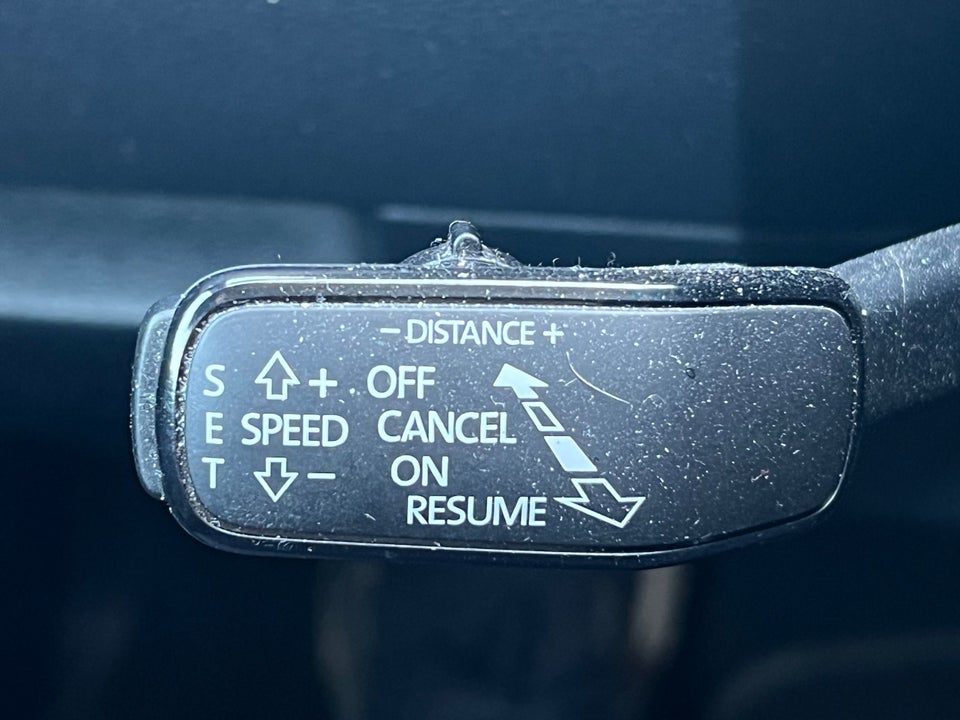 − DISTANCE +
S + OFF
E SPEED CANCEL
T − ON
RESUME